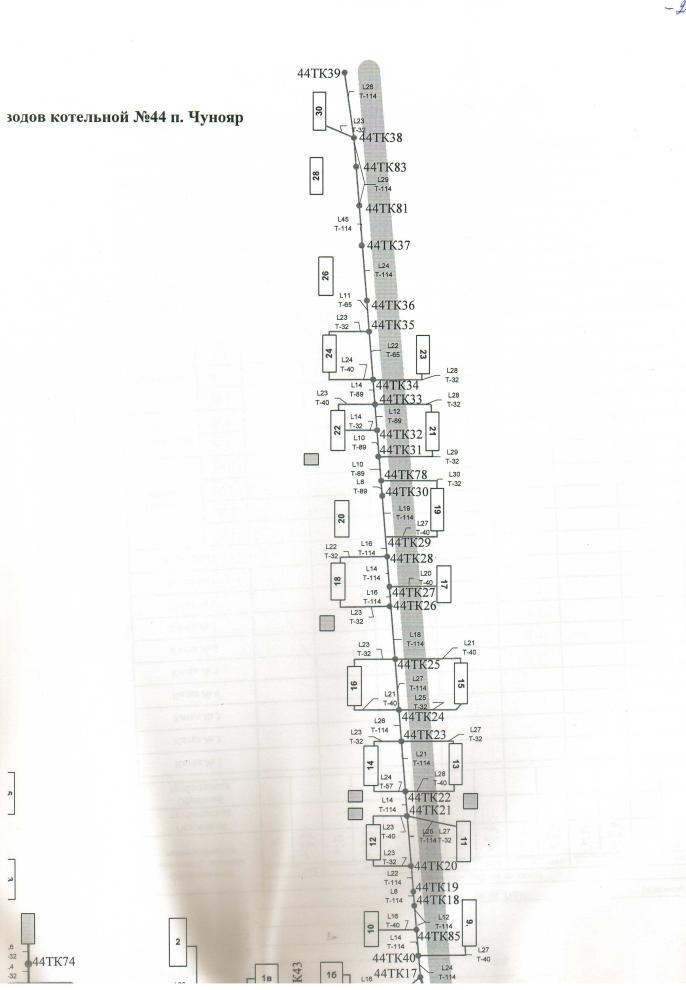 -2
44ТК39
L28
Т-114
30
зодов котельной №44 п. Чунояр
L23
Т-32
44ТК38
44ТК83
28
L29
Т-114
44ТК81
L45
Т-114
44ТК37
L24
Т-114
26
L11
Т-65
44ТК36
L23
Т-32
44ТК35
24
L22
Т-65
23
L24
Т-40
L28
Т-32
44ТК34
L14
Т-89
L23
Т-40
44ТК33
L28
Т-32
L12
Т-89
22
L14
Т-32
44ТК32
21
L10
Т-89
44ТК31
L29
Т-32
L10
Т-89
44ТК78
L30
Т-32
L6
Т-89
44ТК30
19
20
L19
Т-114
L27
Т-40
44ТК29
L22
Т-32
L16
Т-114
44ТК28
18
L14
Т-114
L20
Т-40
17
44ТК27
L16
Т-114
44ТК26
L23
Т-32
L18
Т-114
L23
Т-32
L21
Т-40
44ТК25
16
L27
Т-114
15
L21
Т-40
L25
Т-32
44ТК24
L26
Т-114
L23
Т-32
44ТК23
L27
Т-32
14
L21
Т-114
13
L24
Т-57
L28
Т-40
44ТК22
L14
Т-114
44ТК21
12
L23
Т-40
L25
Т-114
L27
Т-32
11
L23
Т-32
44ТК20
L22
Т-114
44ТК19
L8
Т-114
44ТК18
10
L16
Т-40
L12
Т-114
9
44ТК85
L14
Т-114
2
44ТК40
L27
Т-40
44ТК74
-32
-32
1в
К43
1б
L16
L24
Т-114
44ТК17